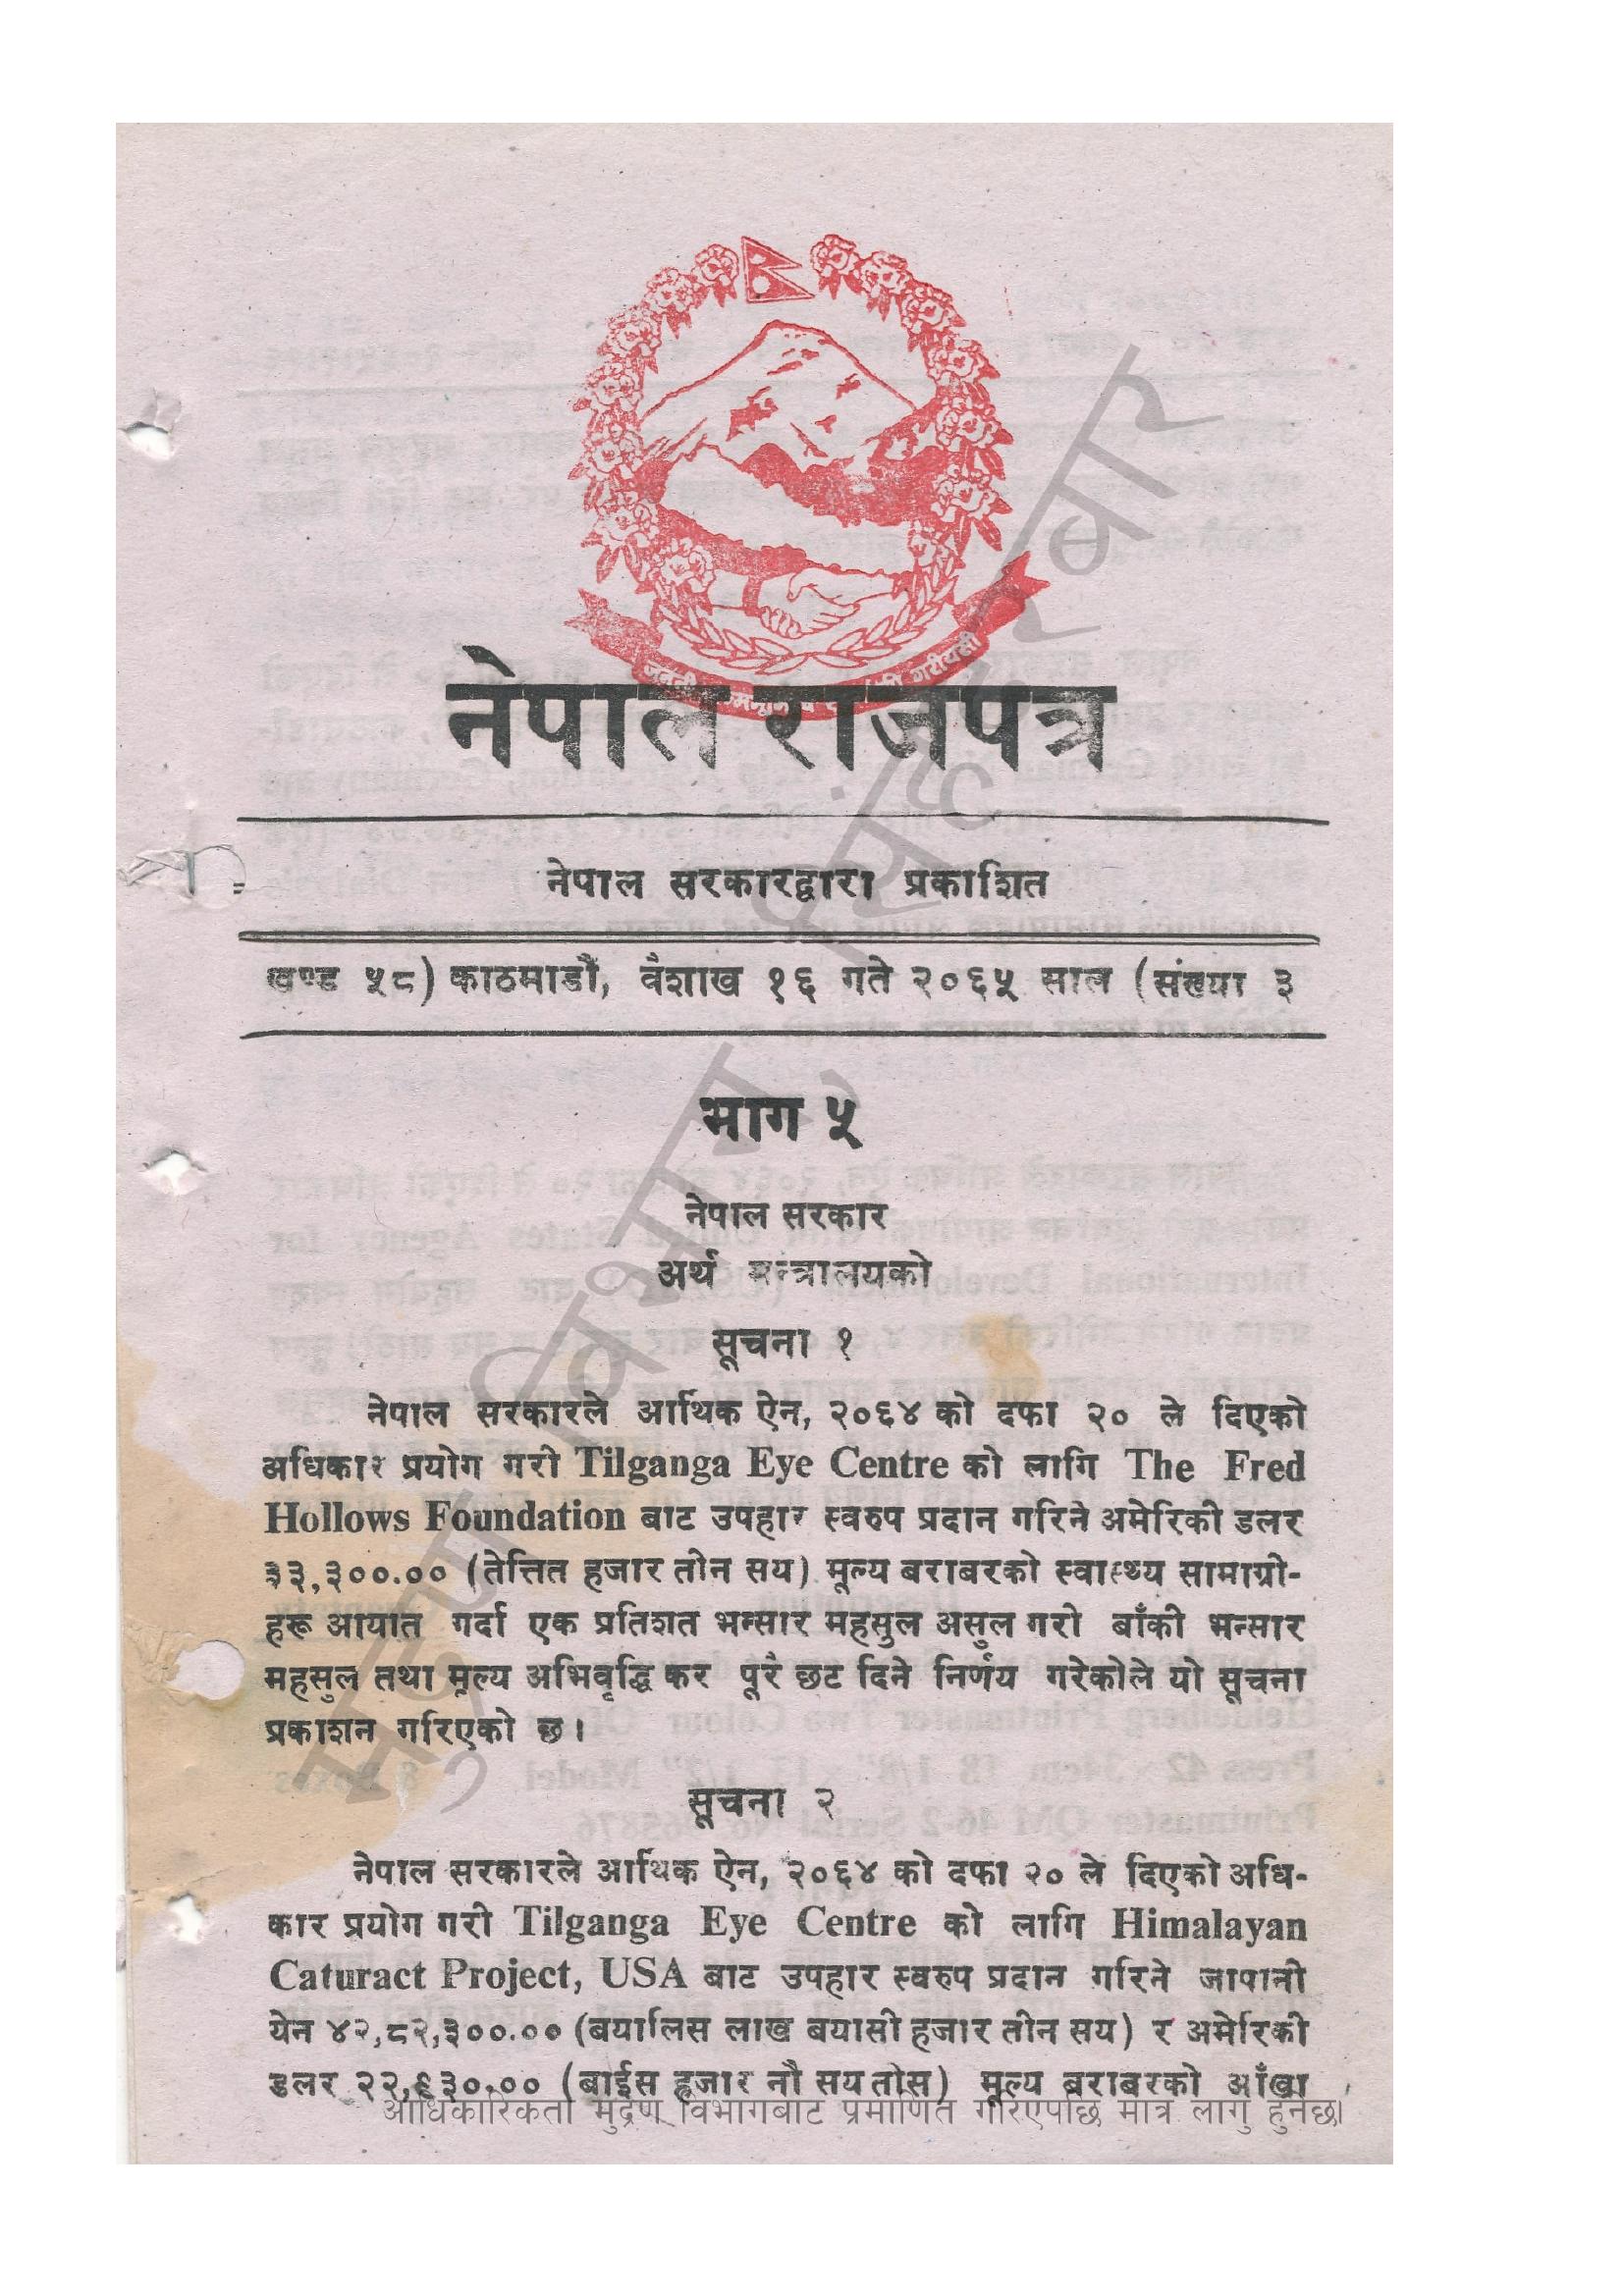 नेपाल राजपत्र
नेपाल सरकारद्वारा प्रकाशित
खण्ड ५८) काठमाडौं, वैशाख १६ गते २०६५ साल (संख्या ३
भाग ५
नेपाल सरकार
अर्थ मन्त्रालयको
सूचना १
नेपाल सरकारले आर्थिक ऐन, २०६४ को दफा २० ले दिएको
अधिकार प्रयोग गरी Tilganga Eye Centre को लागि The Fred
Hollows Foundation बाट उपहार स्वरुप प्रदान गरिने अमेरिकी डलर
३३,३००.०० (तेत्तित हजार तीन सय) मूल्य बराबरको स्वास्थ्य सामाग्री-
हरू आयात गर्दा एक प्रतिशत भन्सार महसुल असुल गरी बाँकी भन्सार
महसुल तथा मूल्य अभिवृद्धि कर पूरै छुट दिने निर्णय गरेकोले यो सूचना
प्रकाशन गरिएको छ।
सूचना २
नेपाल सरकारले आर्थिक ऐन, २०६४ को दफा २० ले दिएको अधि-
कार प्रयोग गरी Tilganga Eye Centre को लागि Himalayan
Caturact Project, USA बाट उपहार स्वरुप प्रदान गरिने जापानी
येन ४२,८२,३००.०० (बयालिस लाख बयासी हजार तीन सय) र अमेरिकी
डलर २२,९३०.०० (बाईस हजार नौ सय तीस) मूल्य बराबरको आँखा
आधिकारिकता मुद्रण विभागबाट प्रमाणित गरिएपछि मात्र लागु हुनेछ।